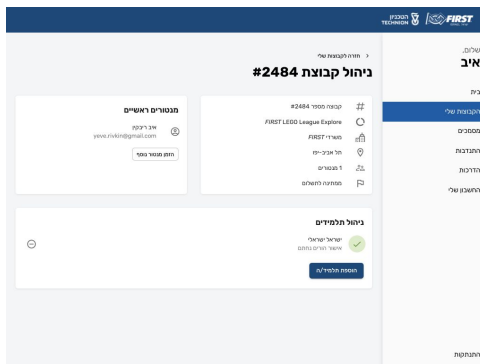 הטכניון
TECHNION
FIRST
שלום,
איב
בית
הקבוצות שלי
מסמכים
התנדבות
הדרכות
החשבון שלי
התנתקות
חזרה לקבוצות שלי
ניהול קבוצת #2484
קבוצה מספר #2484
FIRST LEGO League Explore
משרדי FIRST
תל אביב-יפו
1 מנטורים
ממתינה לתשלום
מנטורים ראשיים
איב ריבקין
yeve.rivkin@gmail.com
הזמן מנטור נוסף
ניהול תלמידים
ישראל ישראלי
אישור הורים נחתם
הוספת תלמיד/ה